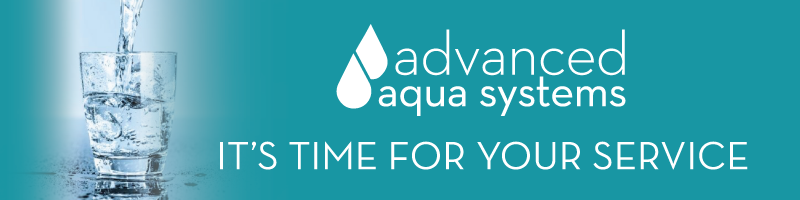 advanced
aqua systems
IT'S TIME FOR YOUR SERVICE